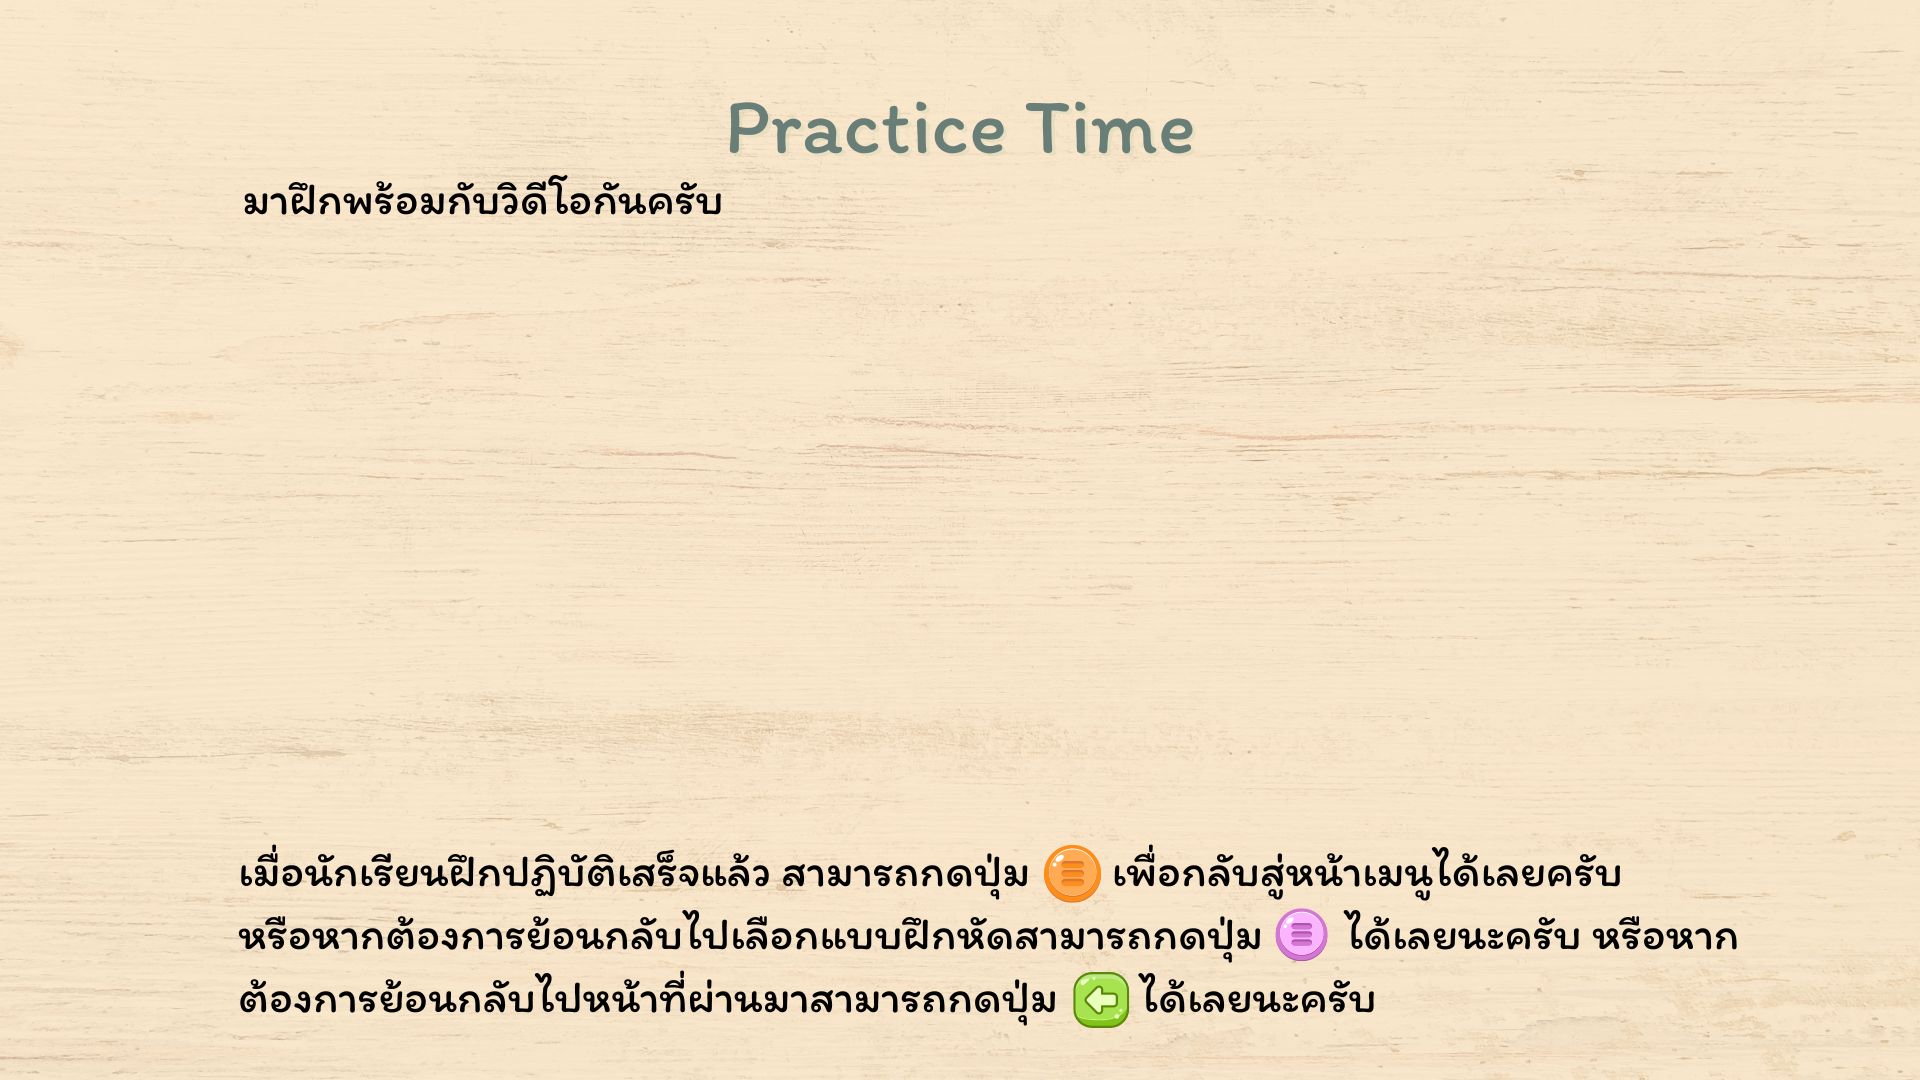 Practice Time
มาฝึกพร้อมกับวิดีโอกันครับ
เมื่อนักเรียนฝึกปฏิบัติเสร็จแล้ว สามารถกดปุ่ม เพื่อกลับสู่หน้าเมนูได้เลยครับ
หรือหากต้องการย้อนกลับไปเลือกแบบฝึกหัดสามารถกดปุ่ม ได้เลยนะครับ หรือหาก
ต้องการย้อนกลับไปหน้าที่ผ่านมาสามารถกดปุ่ม ได้เลยนะครับ